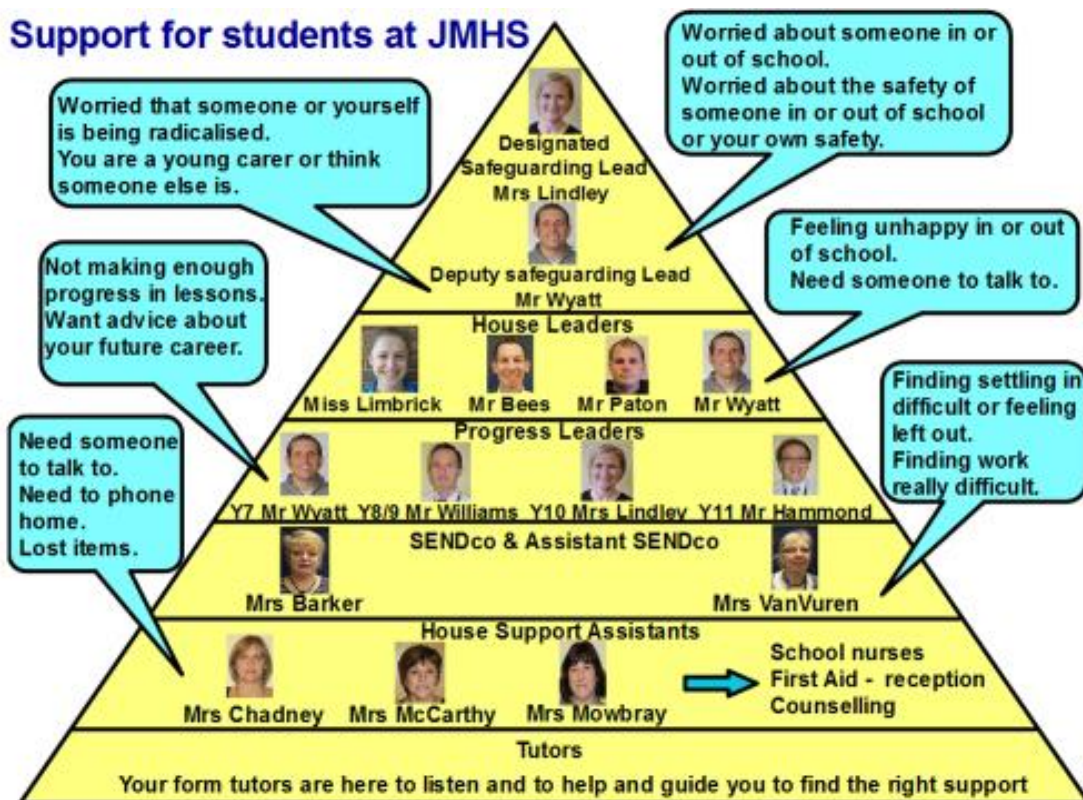 Support for students at JMHS
Worried about someone in or
out of school.
Worried about the safety of
someone in or out of school
or your own safety.
Worried that someone or yourself
is being radicalised.
You are a young carer or think
someone else is.
Designated
Safeguarding Lead
Mrs Lindley
Deputy safeguarding Lead
Mr Wyatt
Feeling unhappy in or out
of school.
Need someone to talk to.
Not making enough
progress in lessons.
Want advice about
your future career.
House Leaders
Miss Limbrick Mr Bees Mr Paton Mr Wyatt
Finding settling in
difficult or feeling
left out.
Finding work
really difficult.
Progress Leaders
Y7 Mr Wyatt Y8/9 Mr Williams Y10 Mrs Lindley Y11 Mr Hammond
Need someone
to talk to.
Need to phone
home.
Lost items.
SENDco & Assistant SENDco
Mrs Barker Mrs VanVuren
House Support Assistants
Mrs Chadney Mrs McCarthy Mrs Mowbray
School nurses
First Aid - reception
Counselling
Tutors
Your form tutors are here to listen and to help and guide you to find the right support